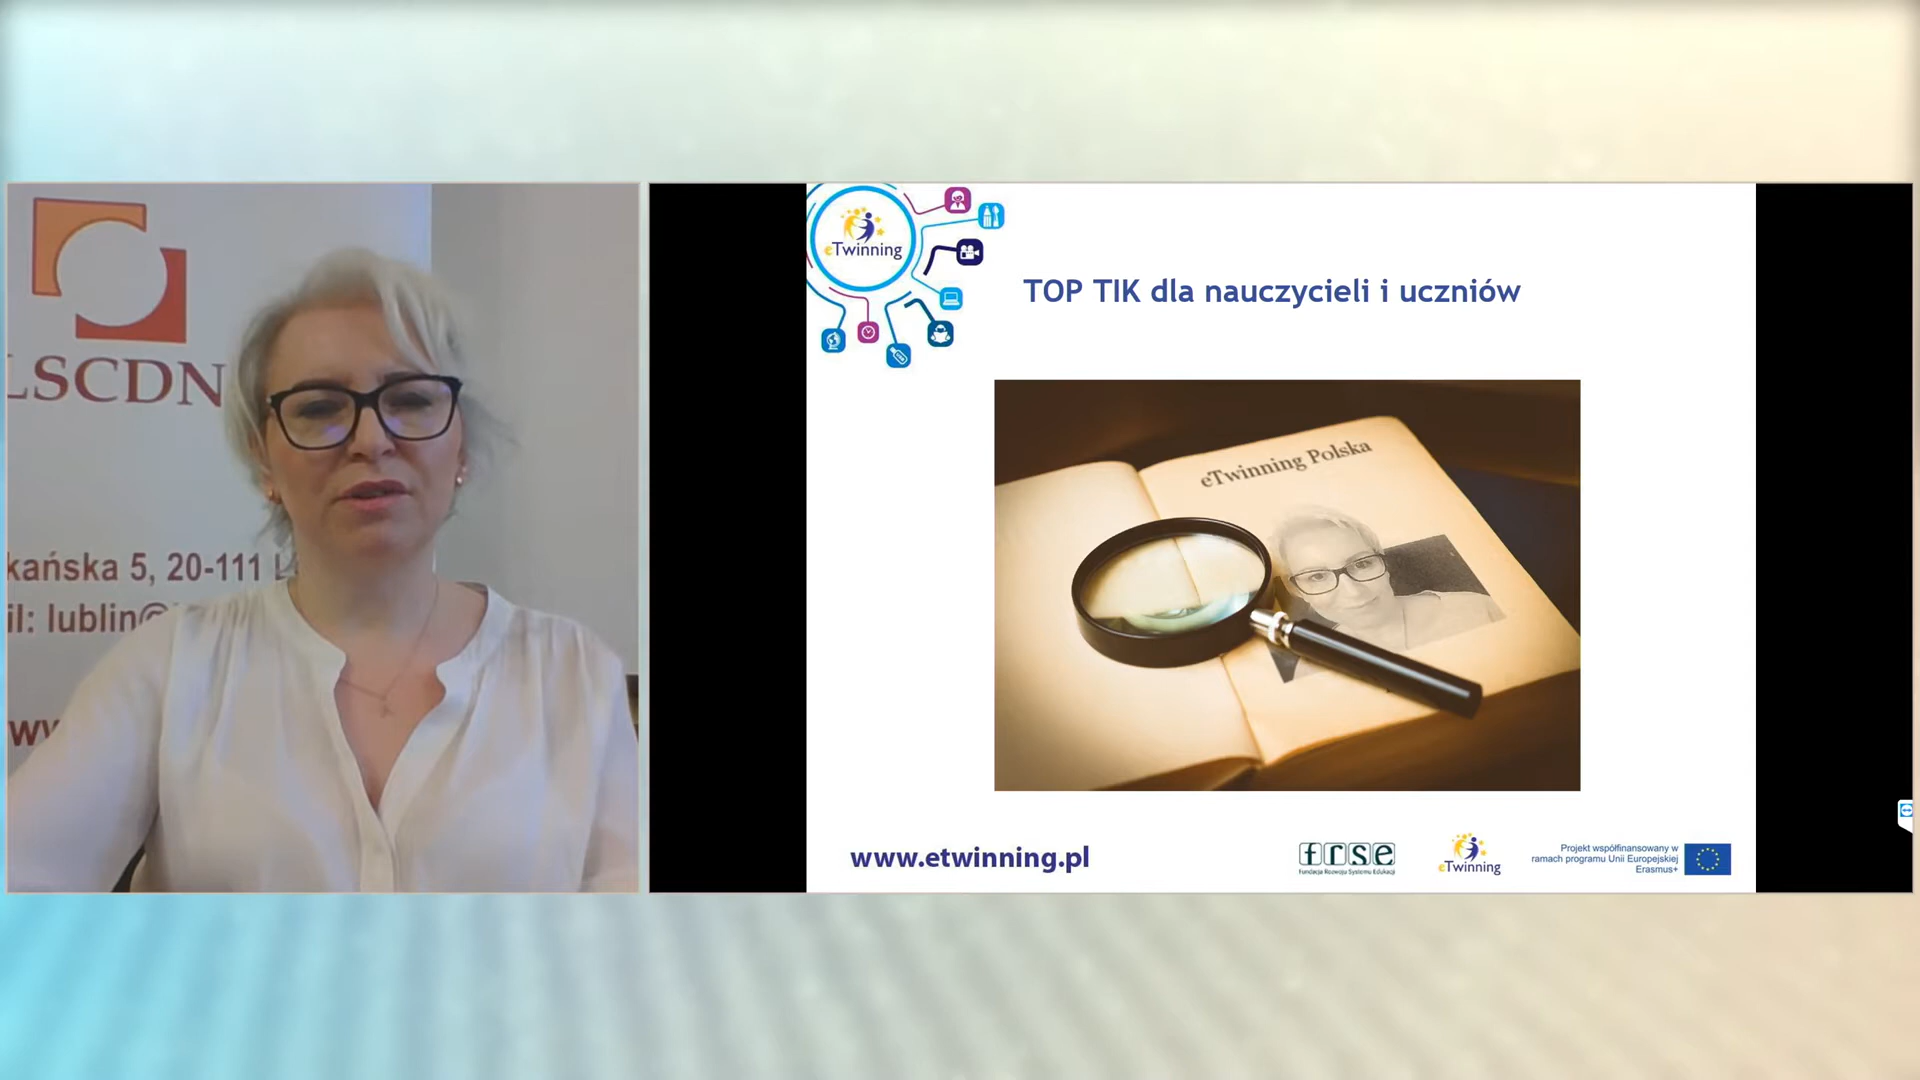 LSCDN
kańska 5, 20-111 L
il: lublin@
ww
eTwinning
TOP TIK dla nauczycieli i uczniów
eTwinning Polska
www.etwinning.pl
frse
Fundacja Rozwoju Systemu Edukacji
eTwinning
Projekt współfinansowany w
ramach programu Unii Europejskiej
Erasmus+